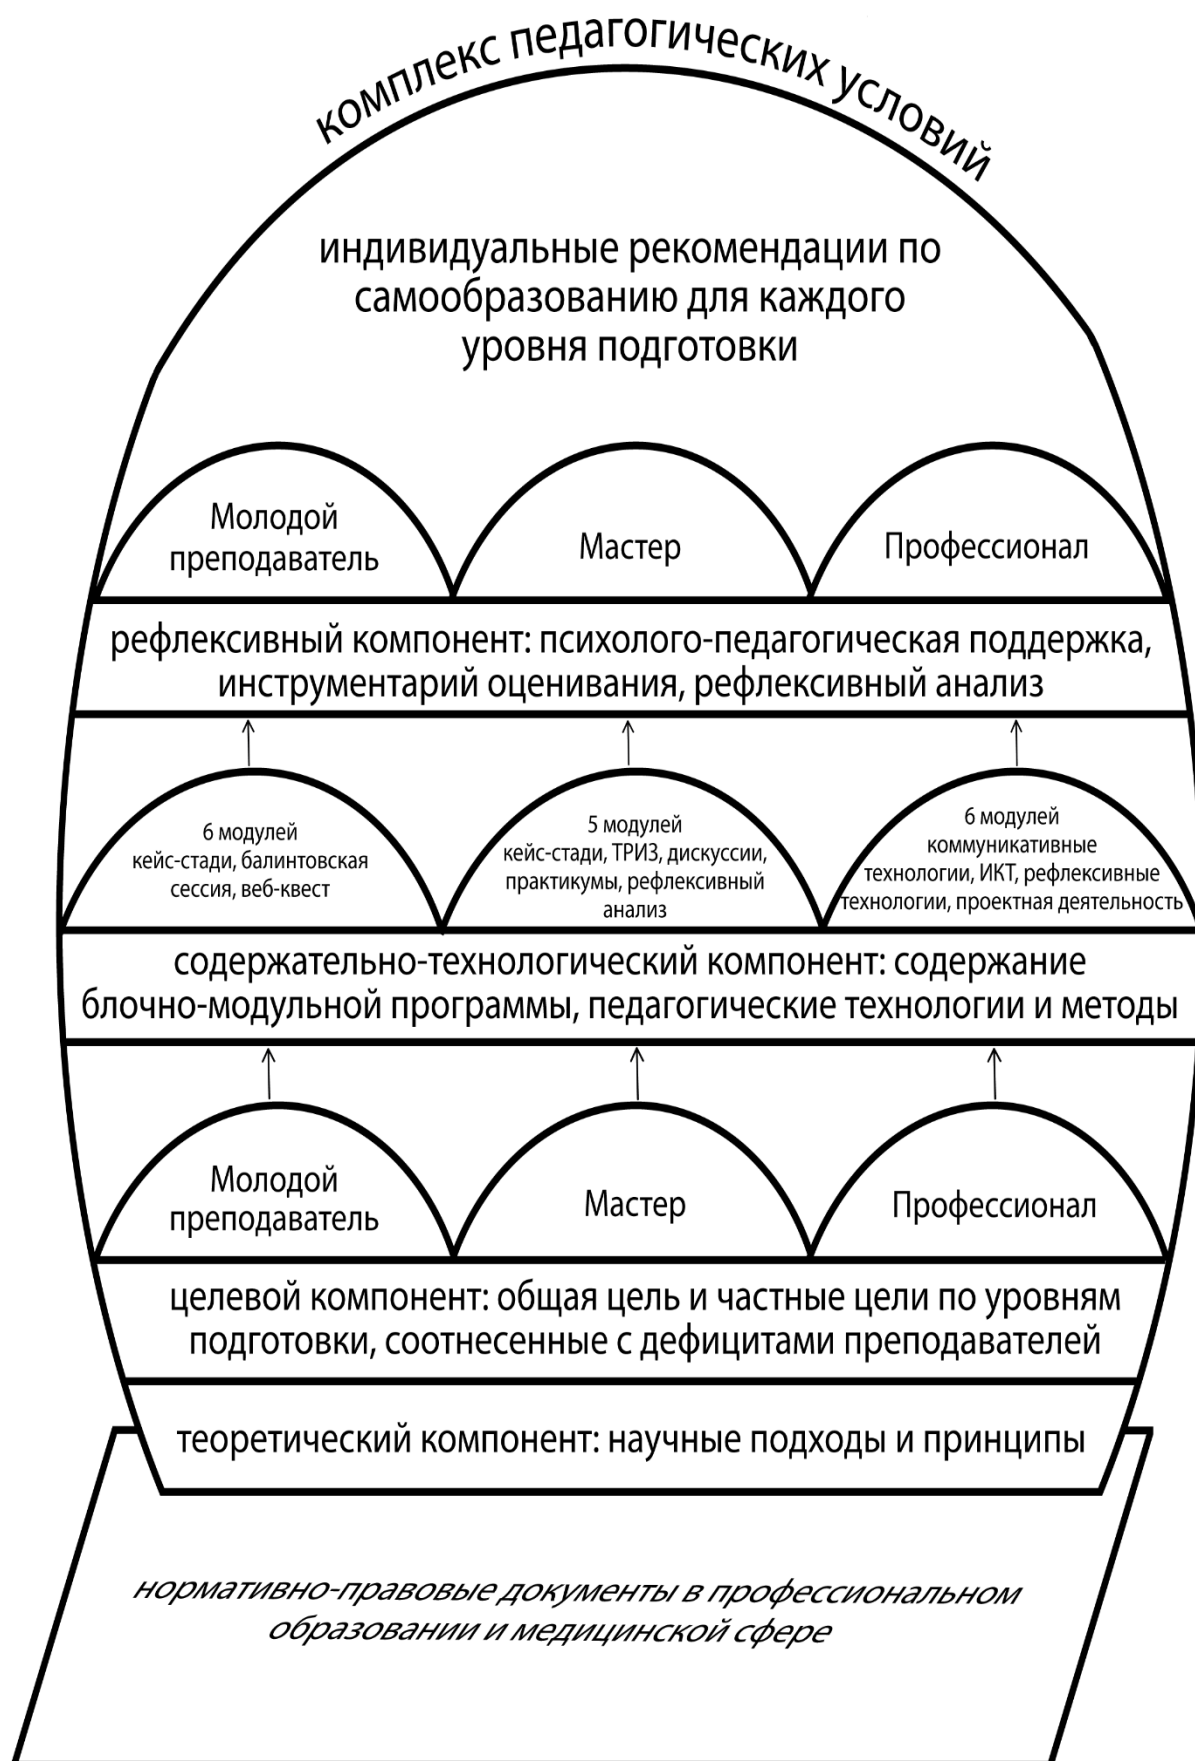 комплекс педагогических условий
индивидуальные рекомендации по
самообразованию для каждого
уровня подготовки
Молодой
преподаватель
Мастер
Профессионал
рефлексивный компонент: психолого-педагогическая поддержка,
инструментарий оценивания, рефлексивный анализ
6 модулей
кейс-стади, балинтовская
сессия, веб-квест
5 модулей
кейс-стади, ТРИЗ, дискуссии,
практикумы, рефлексивный
анализ
6 модулей
коммуникативные
технологии, ИКТ, рефлексивные
технологии, проектная деятельность
содержательно-технологический компонент: содержание
блочно-модульной программы, педагогические технологии и методы
Молодой
преподаватель
Мастер
Профессионал
целевой компонент: общая цель и частные цели по уровням
подготовки, соотнесенные с дефицитами преподавателей
теоретический компонент: научные подходы и принципы
нормативно-правовые документы в профессиональном
образовании и медицинской сфере